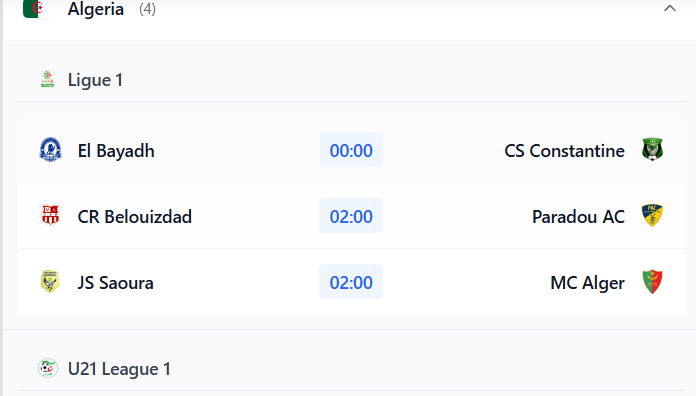 Algeria (4)
Ligue 1
El Bayadh 00:00 CS Constantine
CR Belouizdad 02:00 Paradou AC
JS Saoura 02:00 MC Alger
U21 League 1